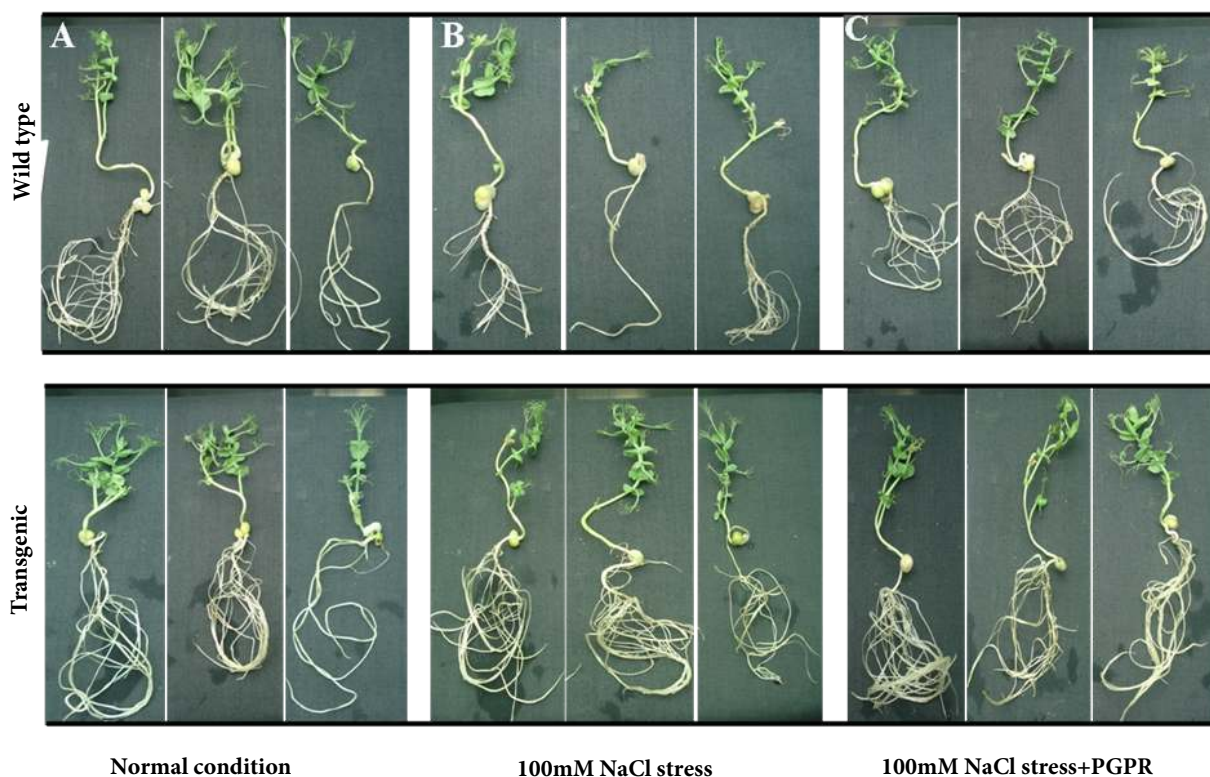 A
B
C
Wild type
Transgenic
Normal condition
100mM NaCl stress
100mM NaCl stress+PGPR